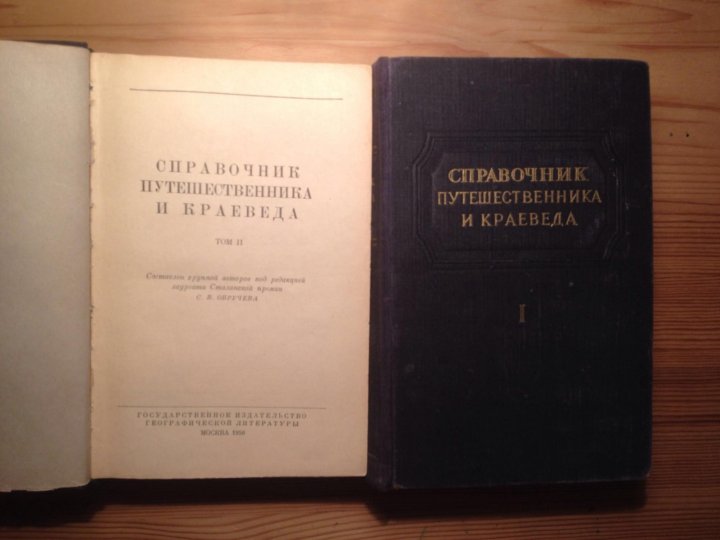 СПРАВОЧНИК
ПУТЕШЕСТВЕННИКА
И КРАЕВЕДА
ТОМ II
Составлен группой авторов под редакцией
лауреата Сталинской премии
С. В. ОБРУЧЕВА
ГОСУДАРСТВЕННОЕ ИЗДАТЕЛЬСТВО
ГЕОГРАФИЧЕСКОЙ ЛИТЕРАТУРЫ
МОСКВА 1950
СПРАВОЧНИК
ПУТЕШЕСТВЕННИКА
И КРАЕВЕДА
I